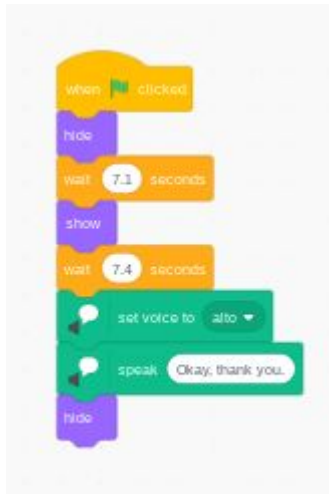 when clicked
hide
wait 7.1 seconds
show
wait 7.4 seconds
set voice to alto
speak Okay, thank you.
hide